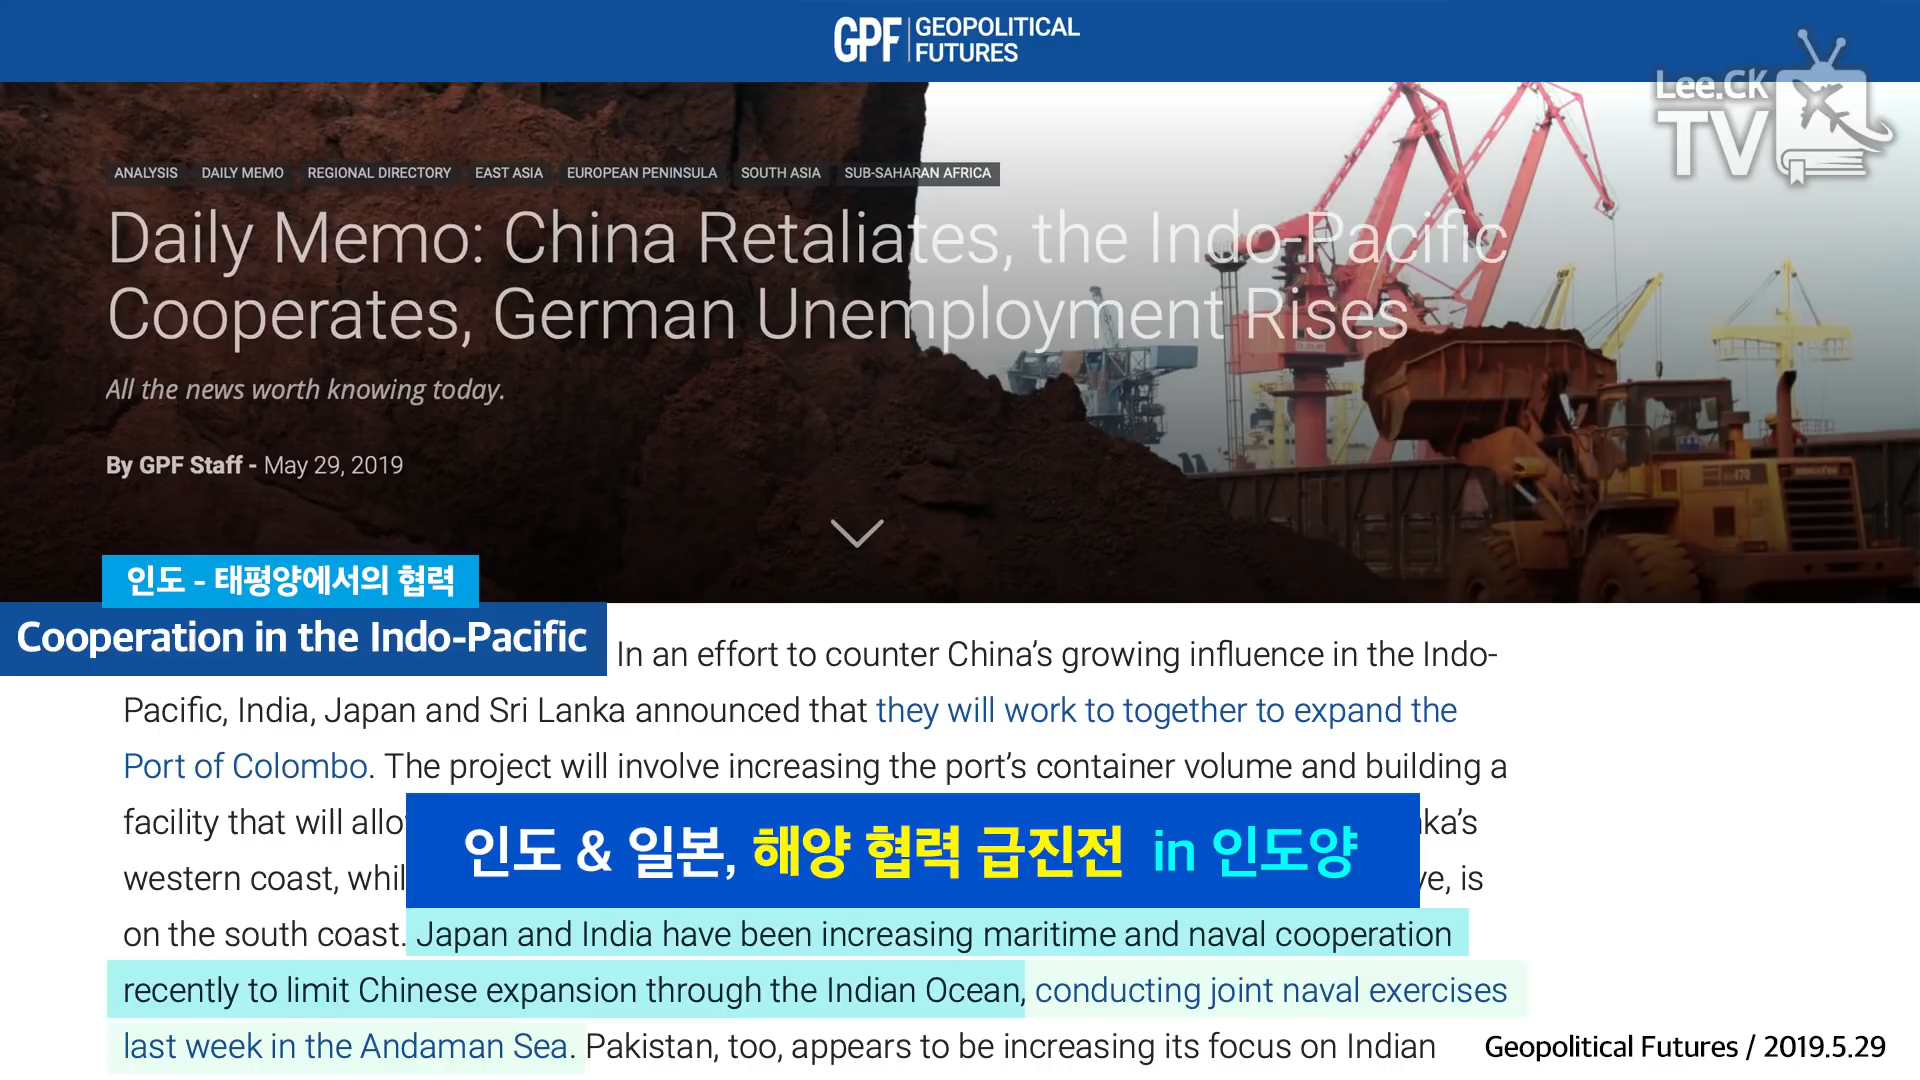 GPF GEOPOLITICAL
FUTURES
Lee.CK
TV
ANALYSIS DAILY MEMO REGIONAL DIRECTORY EAST ASIA EUROPEAN PENINSULA SOUTH ASIA SUB-SAHARAN AFRICA
Daily Memo: China Retaliates, the Indo-Pacific
Cooperates, German Unemployment Rises
All the news worth knowing today.
By GPF Staff - May 29, 2019
인도 - 태평양에서의 협력
Cooperation in the Indo-Pacific In an effort to counter China's growing influence in the Indo-
Pacific, India, Japan and Sri Lanka announced that they will work to together to expand the
Port of Colombo. The project will involve increasing the port's container volume and building a
facility that will
인도 & 일본, 해양 협력 급진전 in 인도양
western coast, is
on the south coast. Japan and India have been increasing maritime and naval cooperation
recently to limit Chinese expansion through the Indian Ocean, conducting joint naval exercises
last week in the Andaman Sea. Pakistan, too, appears to be increasing its focus on Indian
Geopolitical Futures / 2019.5.29